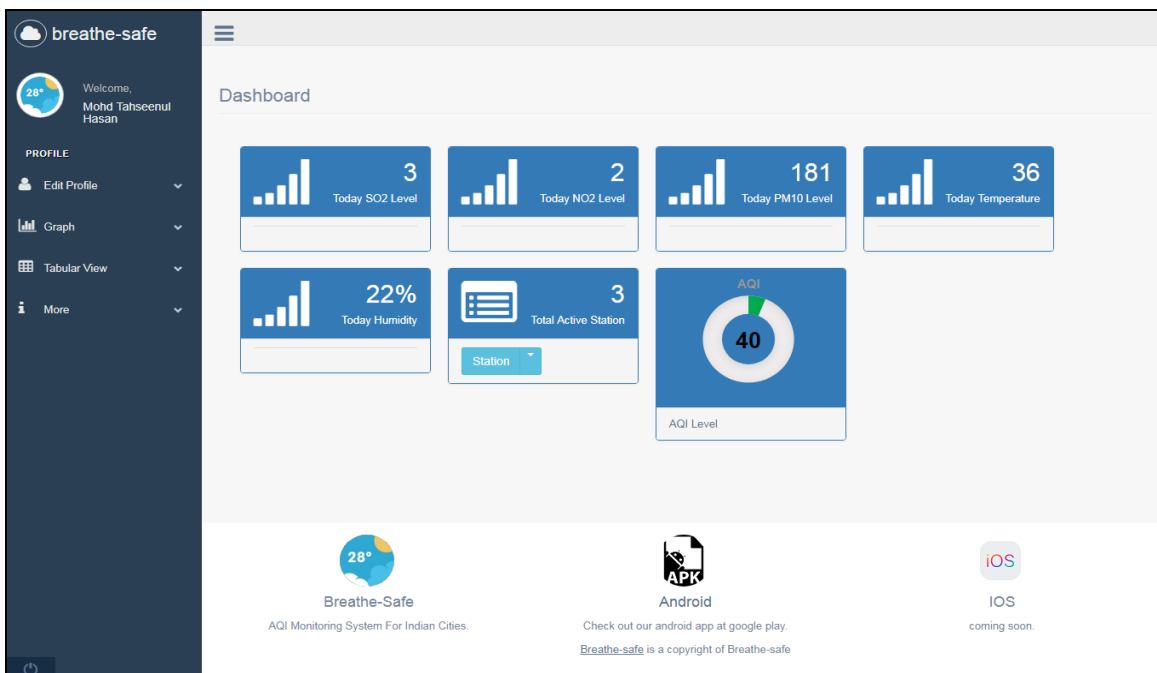 breathe-safe
28°
Welcome,
Mohd Tahseenul
Hasan
PROFILE
Edit Profile
Graph
Tabular View
More
Dashboard
3
Today SO2 Level
2
Today NO2 Level
181
Today PM10 Level
36
Today Temperature
22%
Today Humidity
3
Total Active Station
Station
AQI
40
AQI Level
28°
Breathe-Safe
AQI Monitoring System For Indian Cities.
APK
Android
Check out our android app at google play.
Breathe-safe is a copyright of Breathe-safe
iOS
IOS
coming soon.